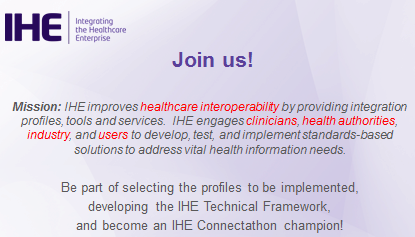 IHE
Integrating
the Healthcare
Enterprise
Join us!
Mission: IHE improves healthcare interoperability by providing integration
profiles, tools and services. IHE engages clinicians, health authorities,
industry, and users to develop, test, and implement standards-based
solutions to address vital health information needs.
Be part of selecting the profiles to be implemented,
developing the IHE Technical Framework,
and become an IHE Connectathon champion!